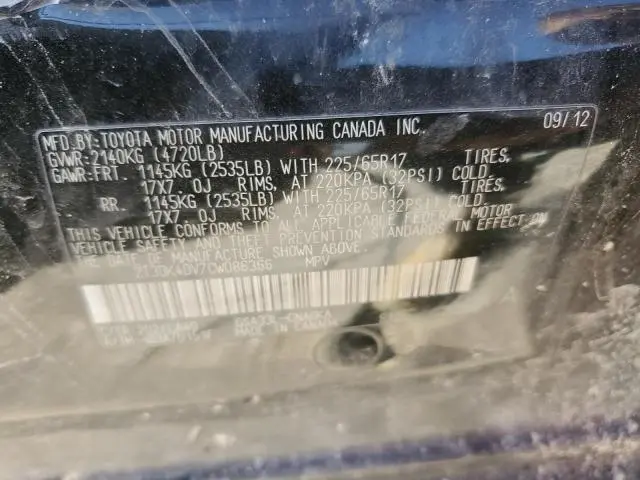 MFD.BY:TOYOTA MOTOR MANUFACTURING CANADA INC. 09/12
GVWR:2140KG (4720LB)
GAWR:FRT. 1145KG (2535LB) WITH 225/65R17 TIRES,
17X7. 0J RIMS, AT 220KPA (32PSI) COLD.
RR. 1145KG (2535LB) WITH 225/65R17 TIRES,
17X7. 0J RIMS, AT 220KPA (32PSI) COLD.
THIS VEHICLE CONFORMS TO ALL APPLICABLE FEDERAL MOTOR
VEHICLE SAFETY AND THEFT PREVENTION STANDARDS IN EFFECT ON
THE DATE OF MANUFACTURE SHOWN ABOVE.
MPV
MADE IN CANADA